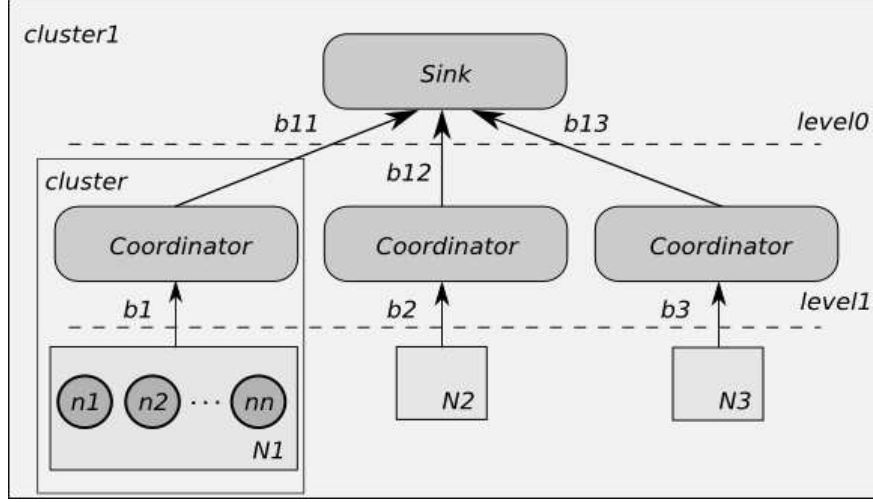 cluster1
Sink
b11
b13
level0
b12
cluster
Coordinator
Coordinator
Coordinator
b1
b2
b3
level1
n1 n2 ··· nn
N1
N2
N3